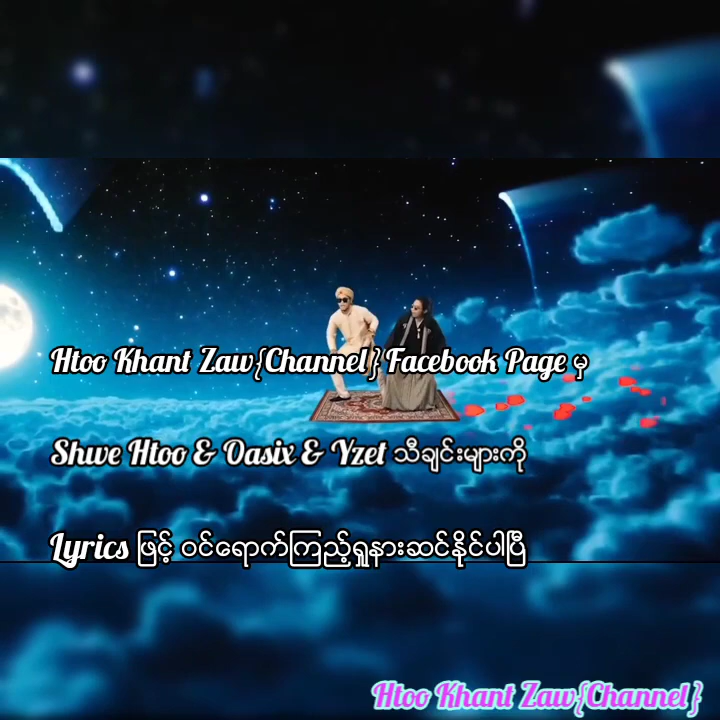 Htoo Khant Zaw{Channel} Facebook Page မှ
Shwe Htoo & Oasix & Yzet သီချင်းများကို
Lyrics ဖြင့် ဝင်ရောက်ကြည့်ရှုနားဆင်နိုင်ပါပြီ
Htoo Khant Zaw{Channel}